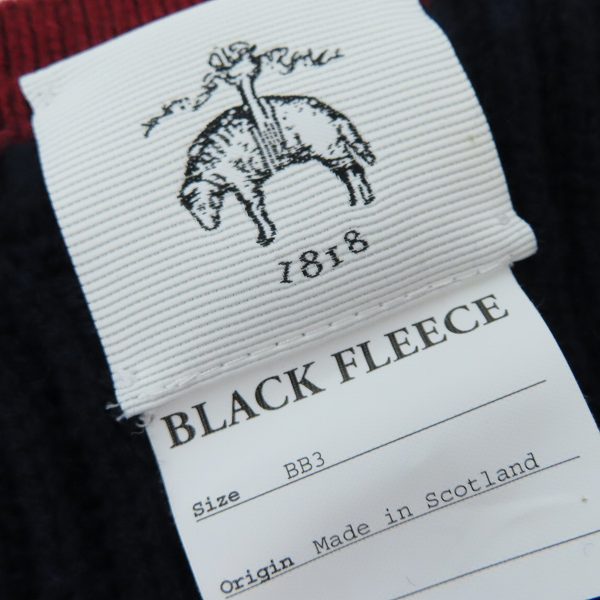 1818
BLACK FLEECE
Size BB3
Origin Made in Scotland